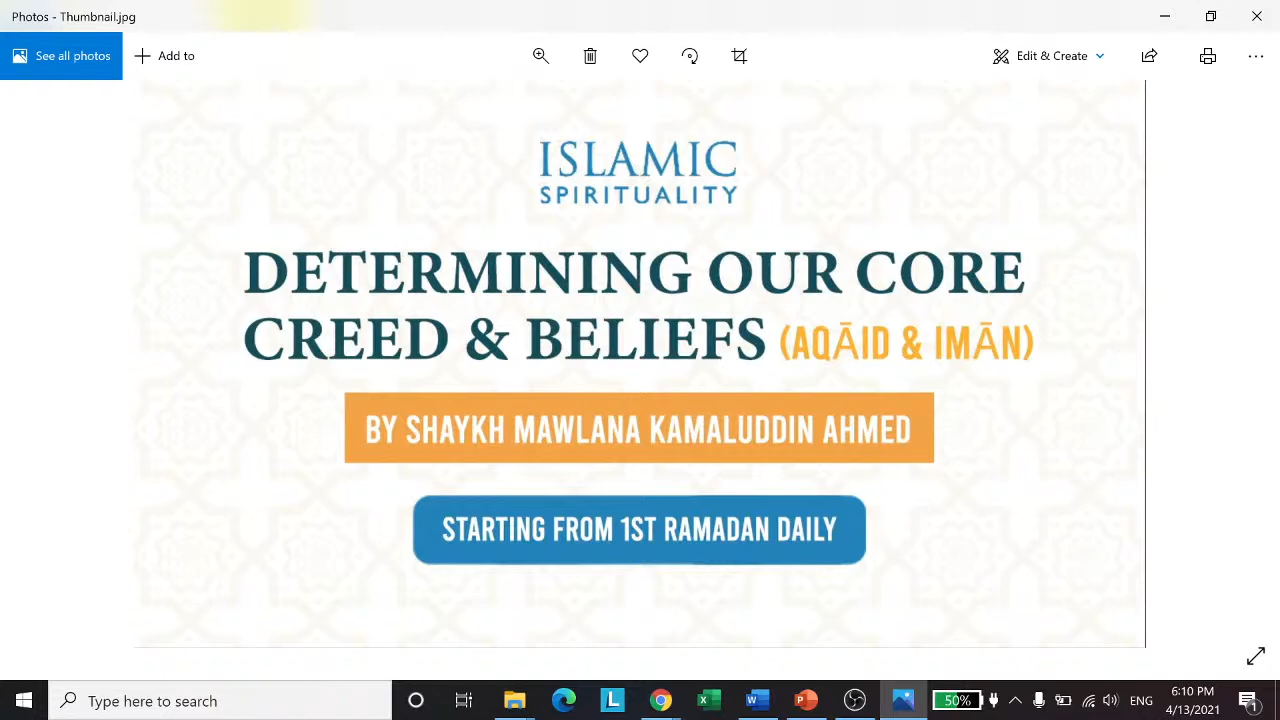 Photos - Thumbnail.jpg
See all photos
Add to
Edit & Create
ISLAMIC
SPIRITUALITY
DETERMINING OUR CORE
CREED & BELIEFS (AQĀID & IMĀN)
BY SHAYKH MAWLANA KAMALUDDIN AHMED
STARTING FROM 1ST RAMADAN DAILY
Type here to search
L
X
W
P
50%
ENG
6:10 PM
4/13/2021
1